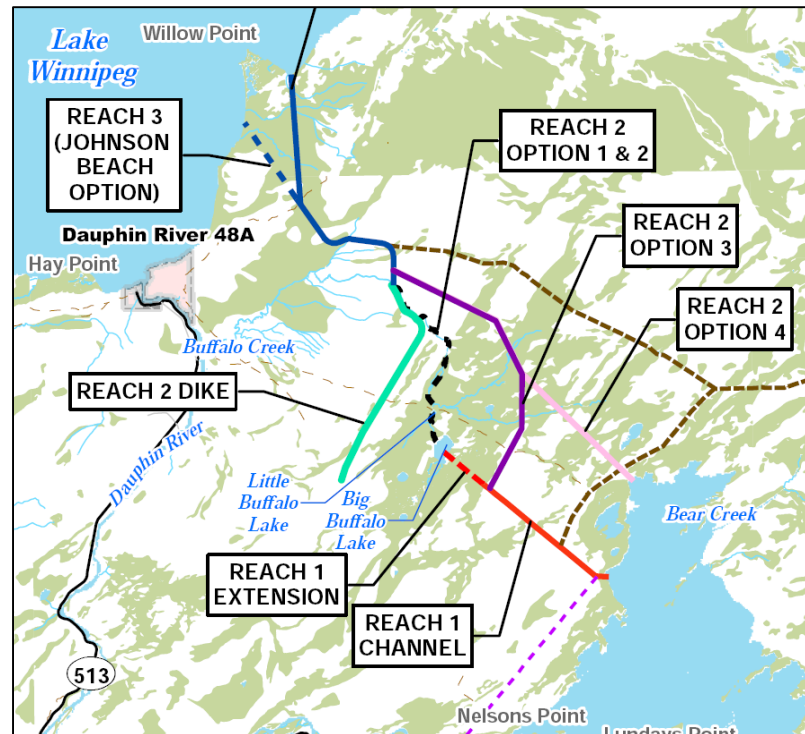 Lake
Winnipeg
Willow Point
REACH 3
(JOHNSON
BEACH
OPTION)
REACH 2
OPTION 1 & 2
Dauphin River 48A
Hay Point
REACH 2
OPTION 3
REACH 2
OPTION 4
Buffalo Creek
REACH 2 DIKE
Dauphin River
Little
Buffalo
Lake
Big
Buffalo
Lake
Bear Creek
REACH 1
EXTENSION
REACH 1
CHANNEL
513
Nelsons Point
Lundays Point